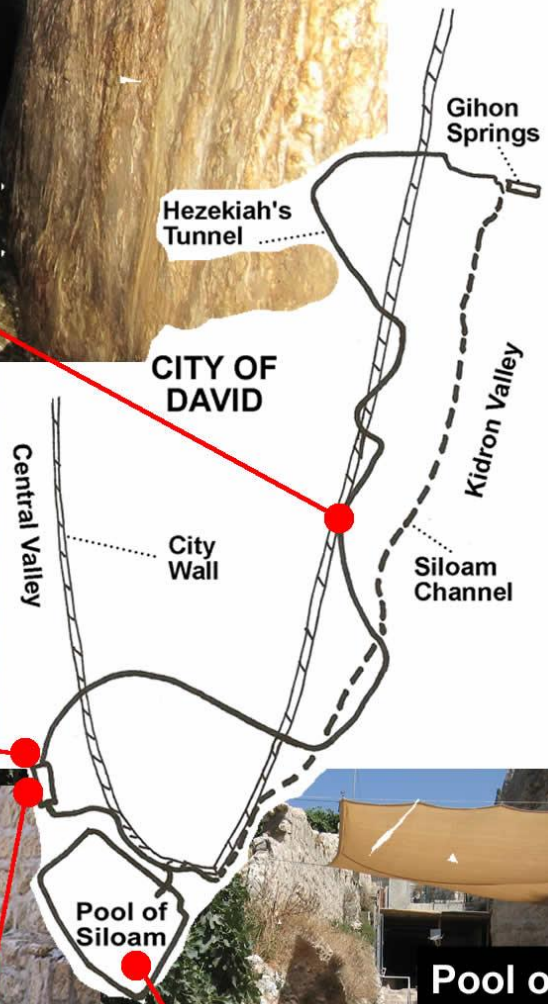 Gihon
Springs
Hezekiah's
Tunnel
CITY OF
DAVID
Kidron Valley
Central Valley
City
Wall
Siloam
Channel
Pool of
Siloam
Pool o